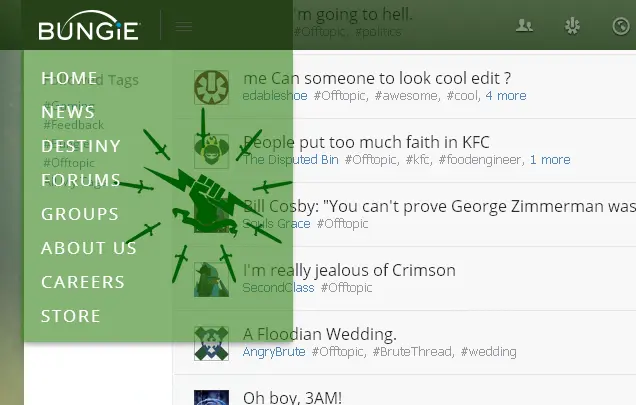 BUNGiE
I'm going to hell.
#Offtopic, #politics
HOME
NEWS
DESTINY
FORUMS
GROUPS
ABOUT US
CAREERS
STORE
Tags
#Feedback
#Offtopic
me Can someone to look cool edit ?
edableshoe #Offtopic, #awesome, #cool, 4 more
People put too much faith in KFC
The Disputed Bin #Offtopic, #kfc, #foodengineer, 1 more
Bill Cosby: "You can't prove George Zimmerman was
Souls Grace #Offtopic
I'm really jealous of Crimson
SecondClass #Offtopic
A Floodian Wedding.
AngryBrute #Offtopic, #BruteThread, #wedding
Oh boy, 3AM!